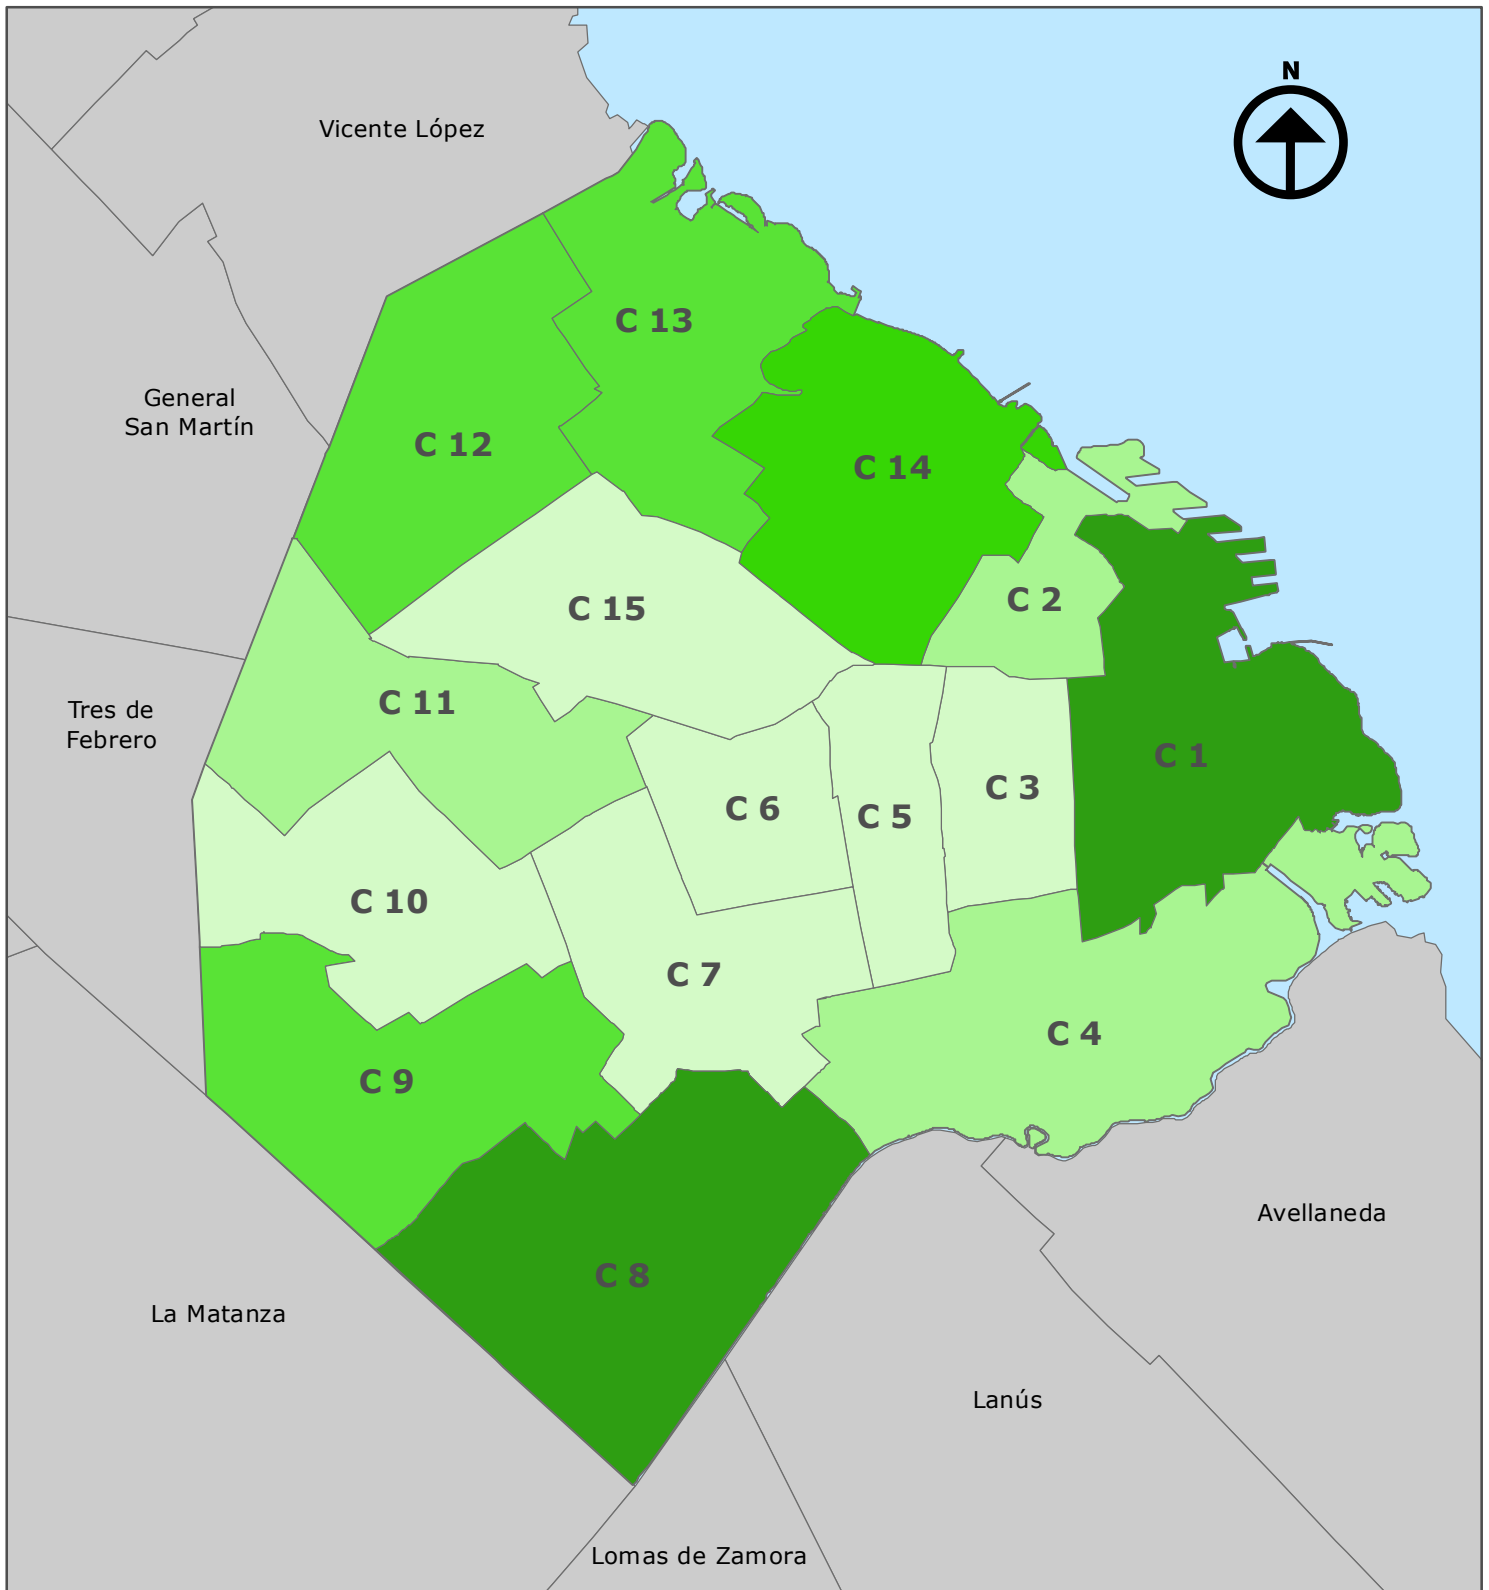 N
Vicente López
C 13
General
San Martín
C 12
C 14
C 2
C 15
C 11
Tres de
Febrero
C 1
C 3
C 6
C 5
C 10
C 7
C 4
C 9
Avellaneda
C 8
La Matanza
Lanús
Lomas de Zamora